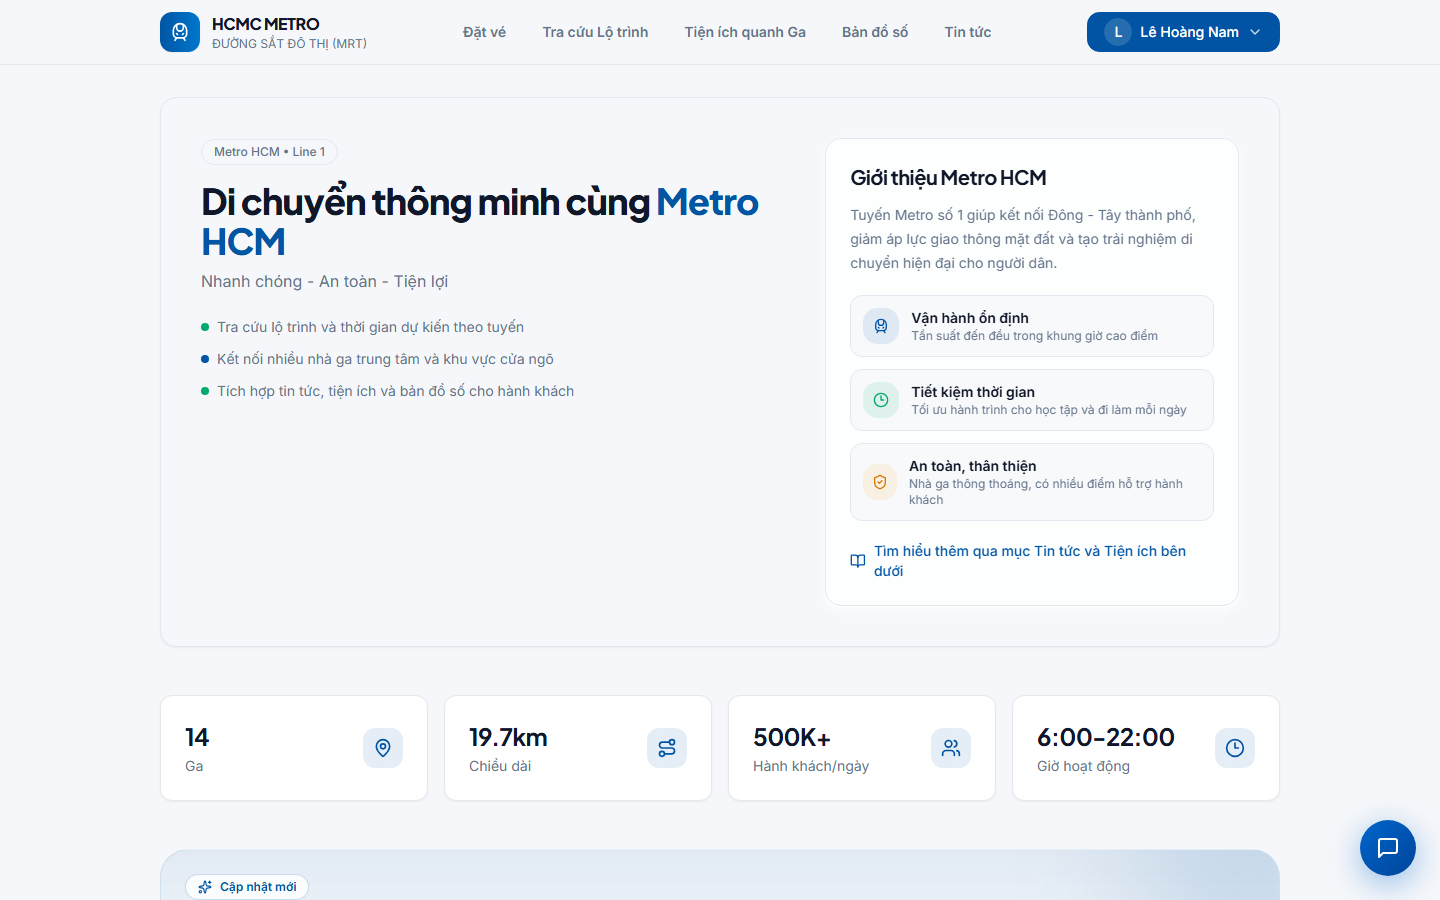 HCMC METRO
ĐƯỜNG SẮT ĐÔ THỊ (MRT)
Đặt vé
Tra cứu Lộ trình
Tiện ích quanh Ga
Bản đồ số
Tin tức
L
Lê Hoàng Nam
Metro HCM • Line 1
Di chuyển thông minh cùng Metro
HCM
Nhanh chóng - An toàn - Tiện lợi
Tra cứu lộ trình và thời gian dự kiến theo tuyến
Kết nối nhiều nhà ga trung tâm và khu vực cửa ngõ
Tích hợp tin tức, tiện ích và bản đồ số cho hành khách
Giới thiệu Metro HCM
Tuyến Metro số 1 giúp kết nối Đông - Tây thành phố,
giảm áp lực giao thông mặt đất và tạo trải nghiệm di
chuyển hiện đại cho người dân.
Vận hành ổn định
Tần suất đến đều trong khung giờ cao điểm
Tiết kiệm thời gian
Tối ưu hành trình cho học tập và đi làm mỗi ngày
An toàn, thân thiện
Nhà ga thông thoáng, có nhiều điểm hỗ trợ hành
khách
Tìm hiểu thêm qua mục Tin tức và Tiện ích bên
dưới
14
Ga
19.7km
Chiều dài
500K+
Hành khách/ngày
6:00-22:00
Giờ hoạt động
Cập nhật mới